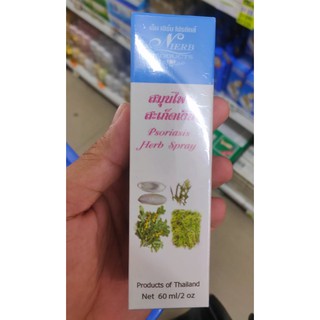 HERB
สมุนไพร
สะเก็ดเงิน
Psoriasis
Herb Spray
Products of Thailand
Net 60 ml/2 oz